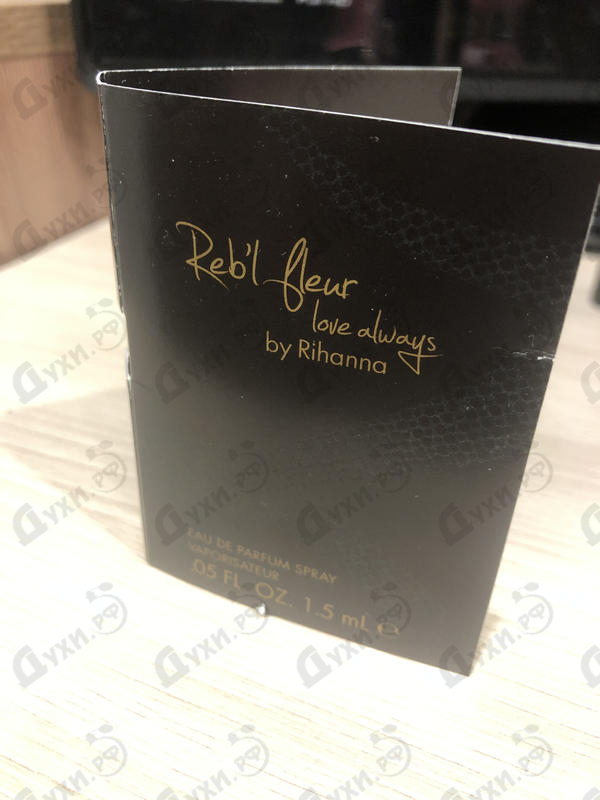 Reb'l fleur
love always
by Rihanna
EAU DE PARFUM SPRAY
VAPORISATEUR
.05 FL. OZ. 1.5 mL ℮
Духи.РФ